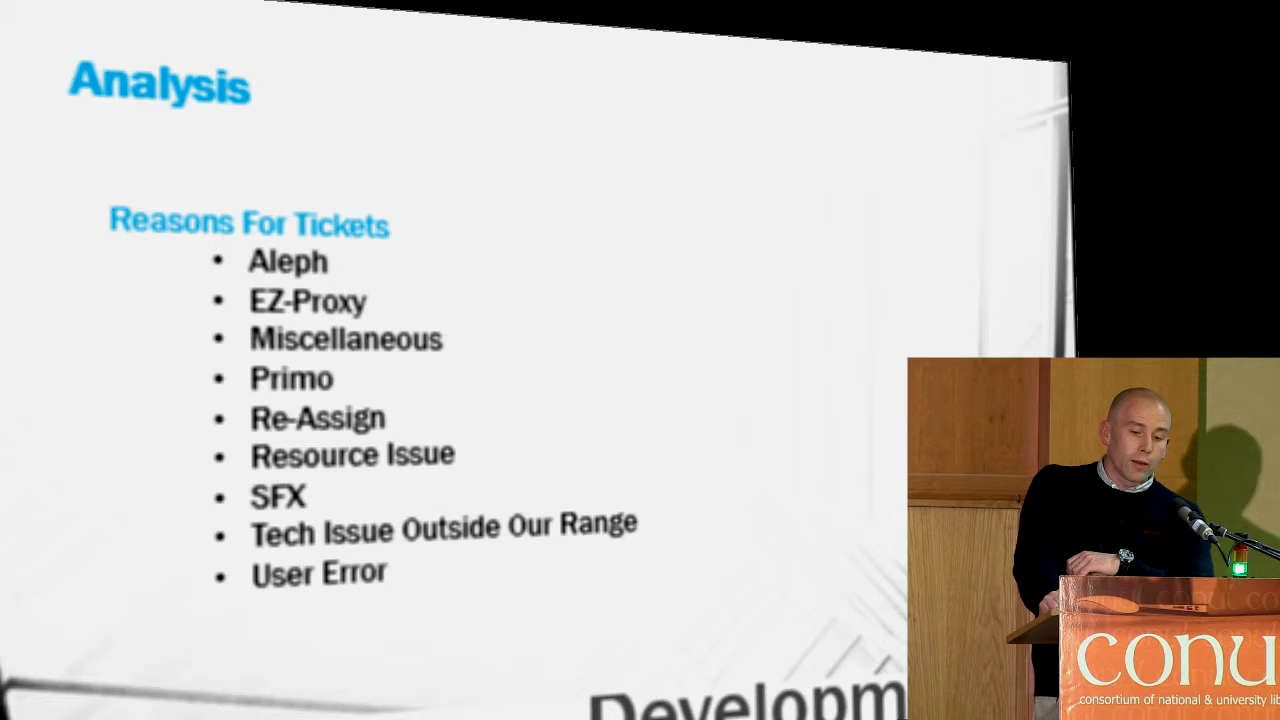 Analysis
Reasons For Tickets
• Aleph
• EZ-Proxy
• Miscellaneous
• Primo
• Re-Assign
• Resource Issue
• SFX
• Tech Issue Outside Our Range
• User Error
Developm
conu
consortium of national & university lib